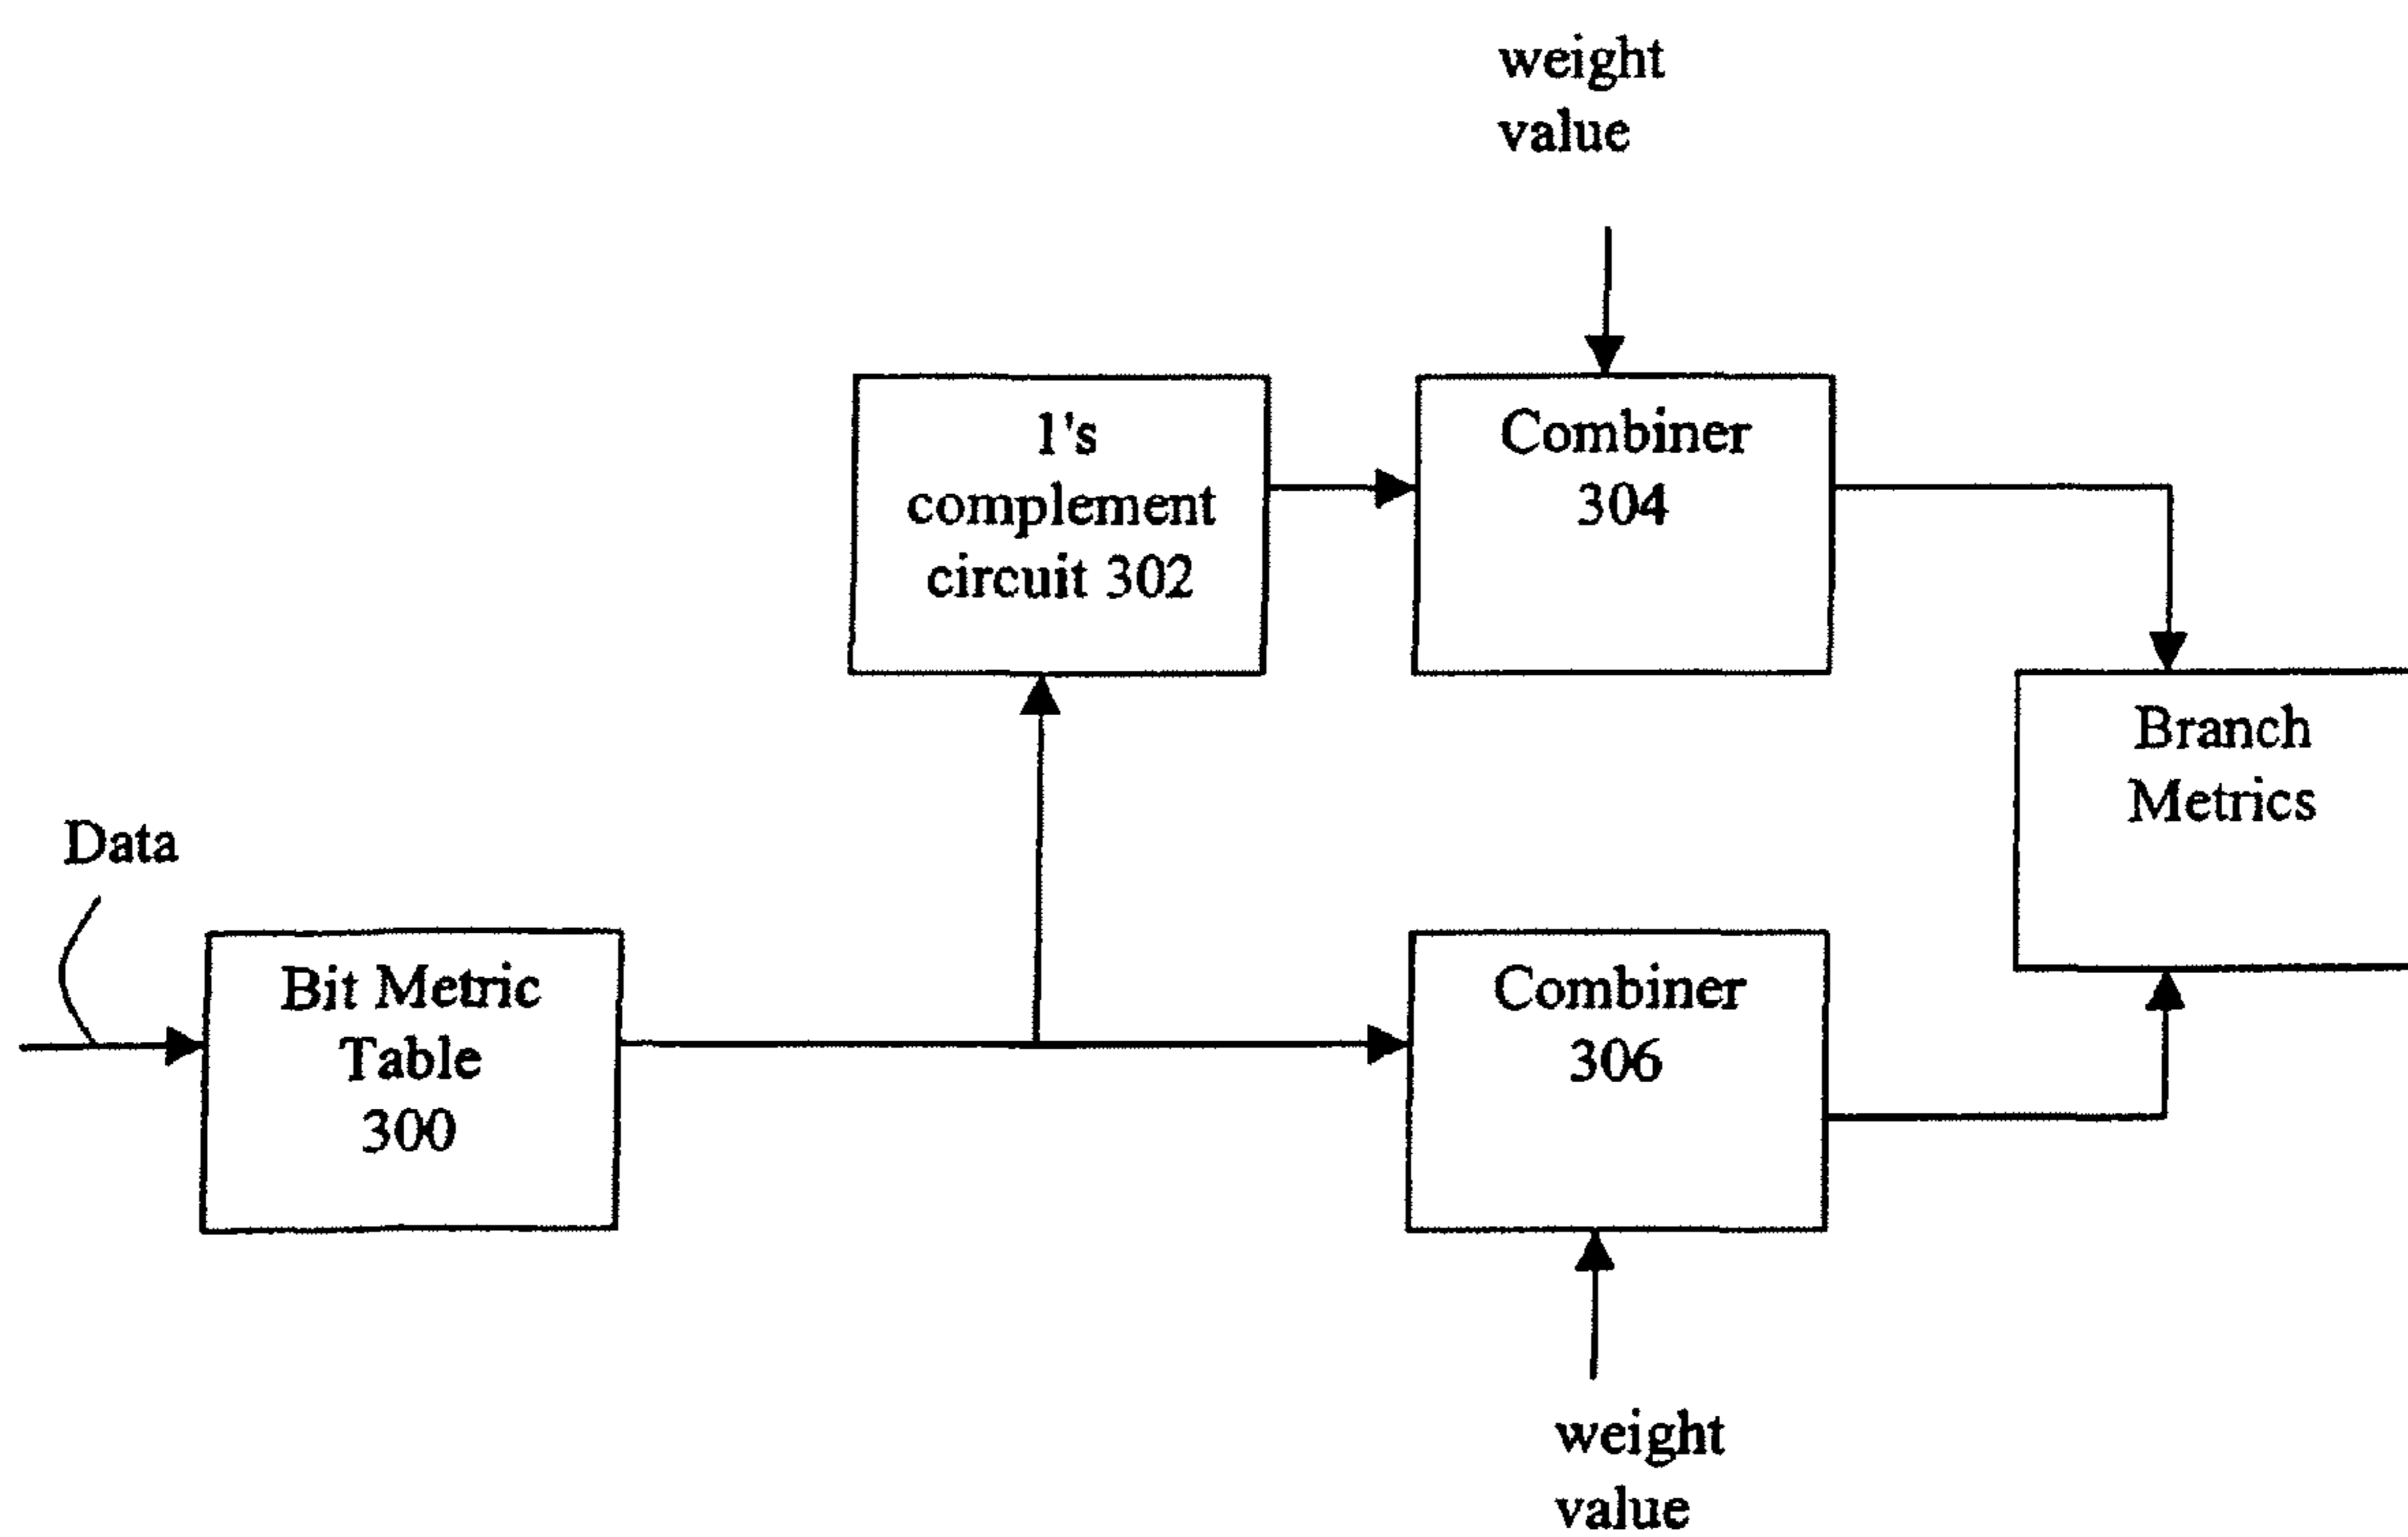 weight
value
1's
complement
circuit 302
Combiner
304
Branch
Metrics
Data
Bit Metric
Table
300
Combiner
306
weight
value